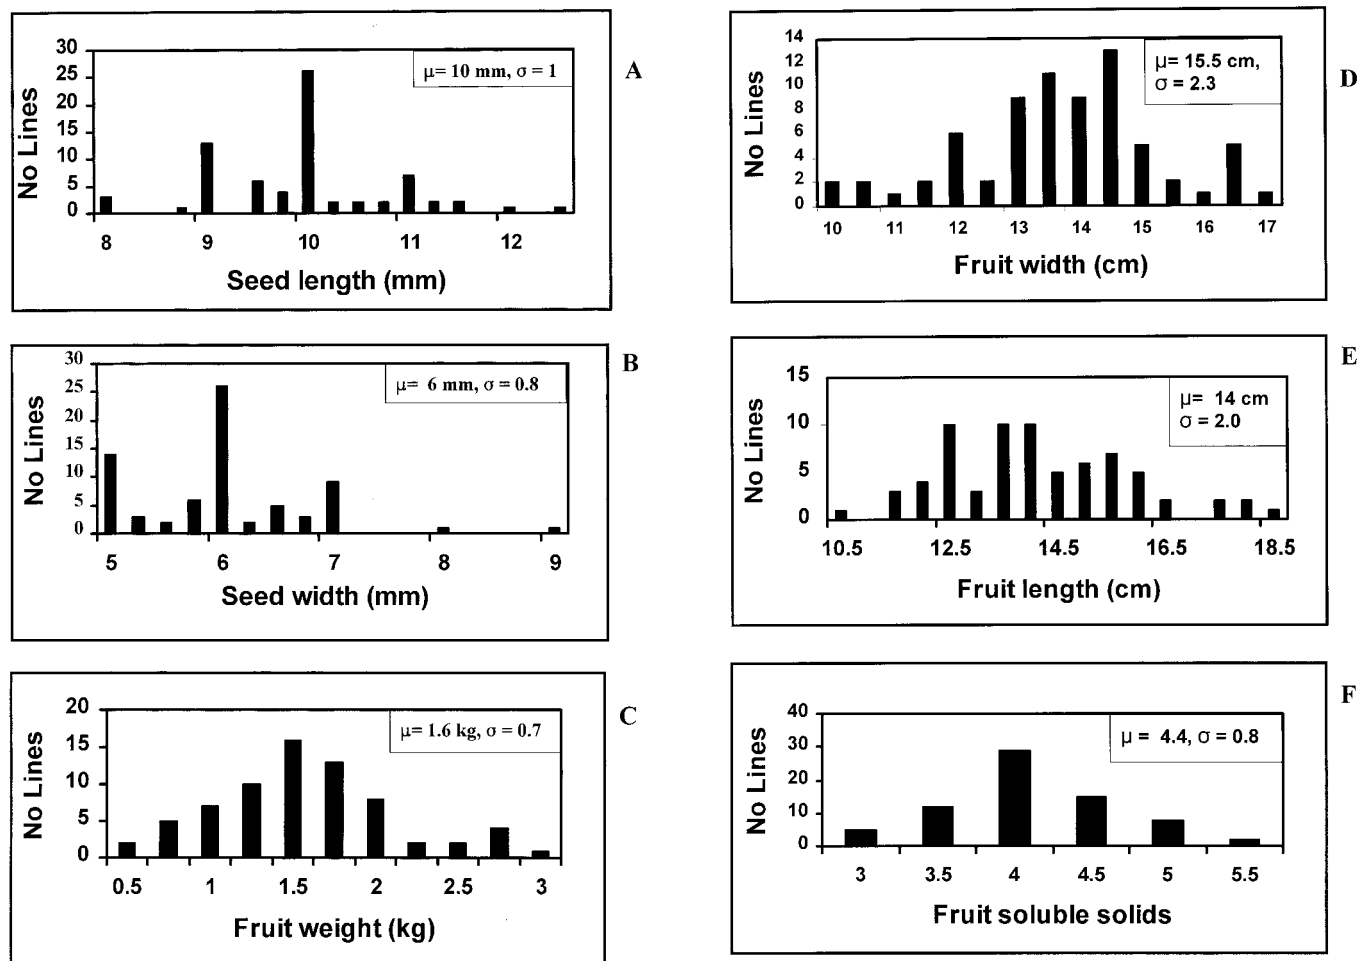 A
No Lines
30
25
20
15
10
5
0
μ= 10 mm, σ = 1
8 9 10 11 12
Seed length (mm)
B
No Lines
30
25
20
15
10
5
0
μ= 6 mm, σ = 0.8
5 6 7 8 9
Seed width (mm)
C
No Lines
20
15
10
5
0
μ= 1.6 kg, σ = 0.7
0.5 1 1.5 2 2.5 3
Fruit weight (kg)
D
No Lines
14
12
10
8
6
4
2
0
μ= 15.5 cm,
σ = 2.3
10 11 12 13 14 15 16 17
Fruit width (cm)
E
No Lines
15
10
5
0
μ= 14 cm
σ = 2.0
10.5 12.5 14.5 16.5 18.5
Fruit length (cm)
F
No Lines
40
30
20
10
0
μ = 4.4, σ = 0.8
3 3.5 4 4.5 5 5.5
Fruit soluble solids